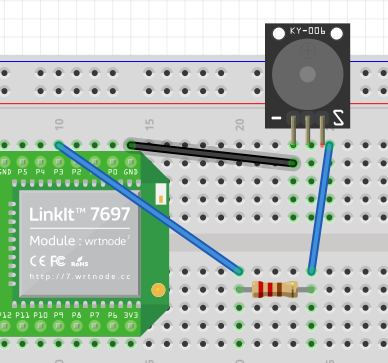 KY-006
- S
10 15 20
GND P5 P4 P3 P2 P0 GND
LinkIt™ 7697
Module : wrtnode⁷
CE FC RoHS
http://7.wrtnode.cc
P12 P11 P10 P9 P8 P7 P6 3V3